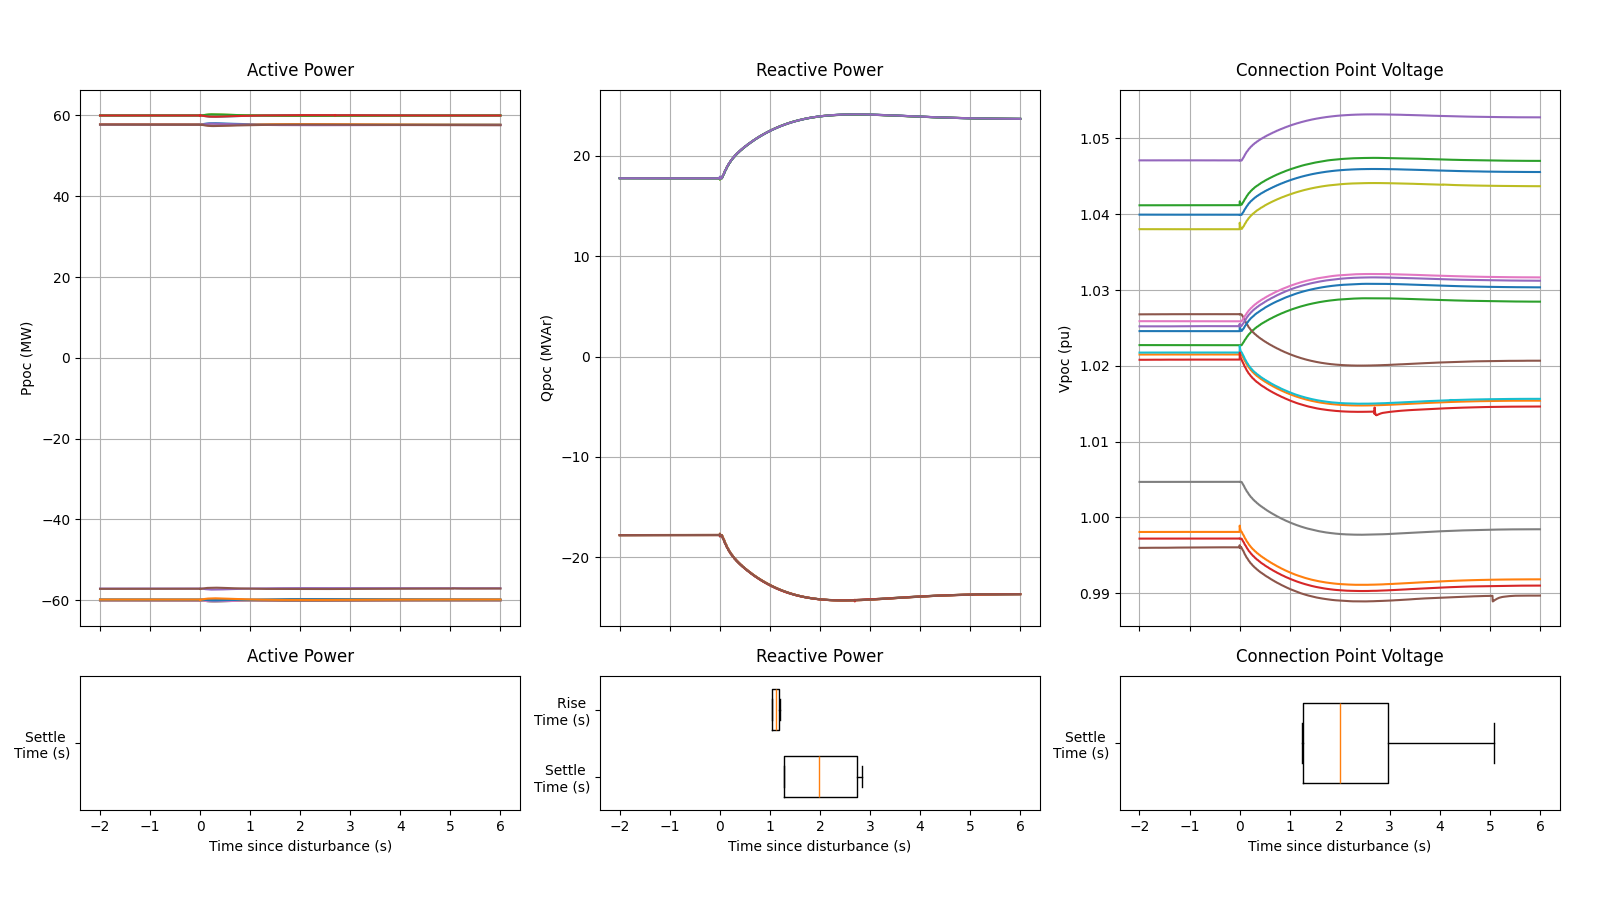 Active Power
Reactive Power
Connection Point Voltage
Ppoc (MW)
60
40
20
0
−20
−40
−60
Qpoc (MVAr)
20
10
0
−10
−20
Vpoc (pu)
1.05
1.04
1.03
1.02
1.01
1.00
0.99
Active Power
Reactive Power
Connection Point Voltage
Settle
Time (s)
Rise
Time (s)
Settle
Time (s)
Settle
Time (s)
−2 −1 0 1 2 3 4 5 6
−2 −1 0 1 2 3 4 5 6
−2 −1 0 1 2 3 4 5 6
Time since disturbance (s)
Time since disturbance (s)
Time since disturbance (s)